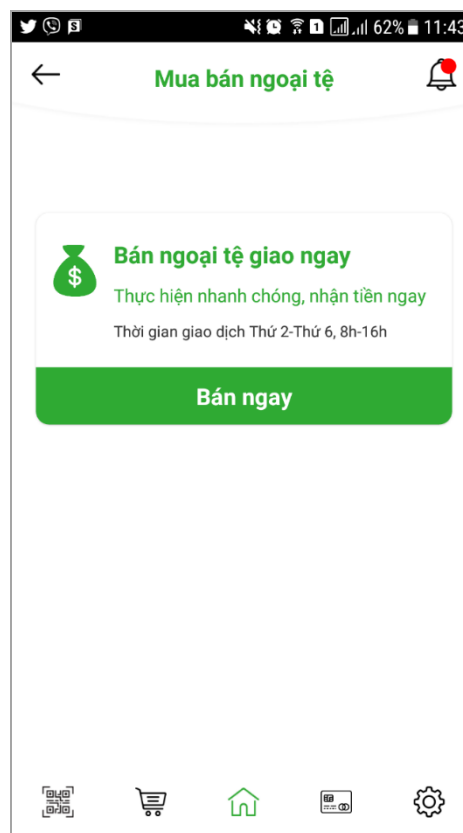 62% 11:43
Mua bán ngoại tệ
Bán ngoại tệ giao ngay
Thực hiện nhanh chóng, nhận tiền ngay
Thời gian giao dịch Thứ 2-Thứ 6, 8h-16h
Bán ngay